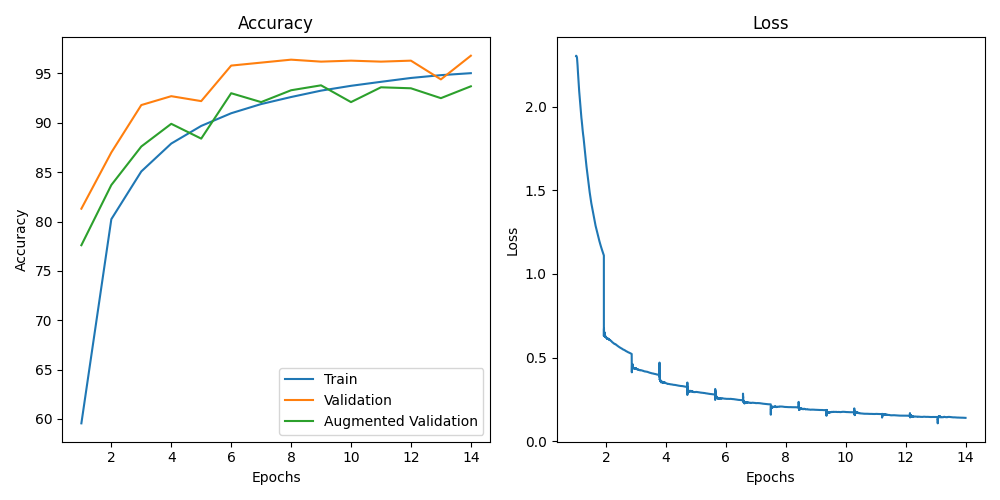 Accuracy
Accuracy
95
90
85
80
75
70
65
60
Train
Validation
Augmented Validation
2 4 6 8 10 12 14
Epochs
Loss
Loss
2.0
1.5
1.0
0.5
0.0
2 4 6 8 10 12 14
Epochs